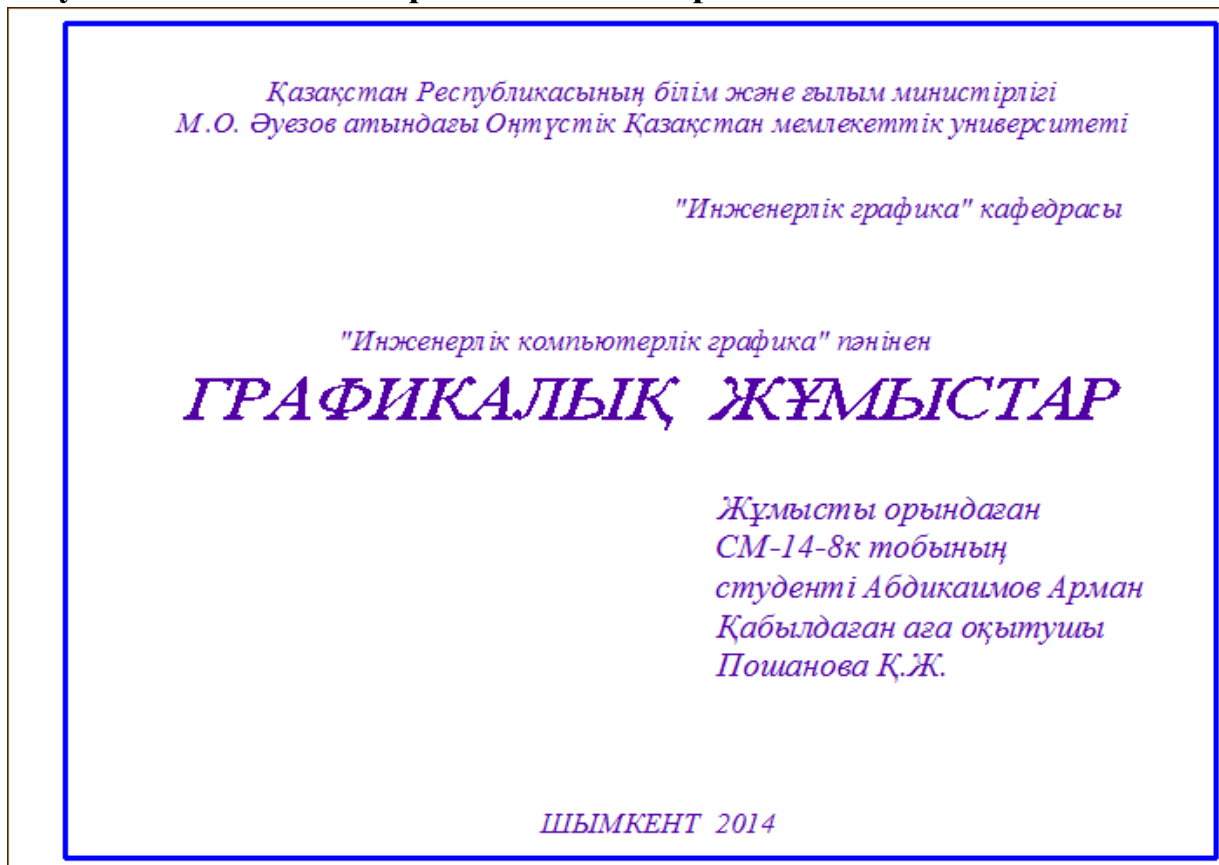 Қазақстан Республикасының білім және ғылым министірлігі
М.О. Әуезов атындағы Оңтүстік Қазақстан мемлекеттік университеті
"Инженерлік графика" кафедрасы
"Инженерлік компьютерлік графика" пәнінен
ГРАФИКАЛЫҚ ЖҰМЫСТАР
Жұмысты орындаған
СМ-14-8к тобының
студенті Абдикаимов Арман
Қабылдаған аға оқытушы
Пошанова Қ.Ж.
ШЫМКЕНТ 2014